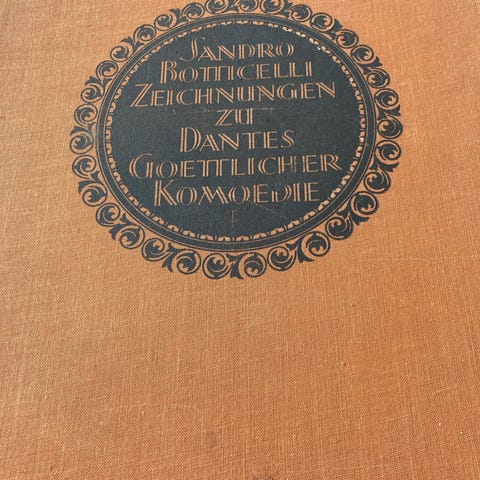 SANDRO
BOTTICELLI
ZEICHNUNGEN
ZU
DANTES
GOETTLICHER
KOMOEDIE